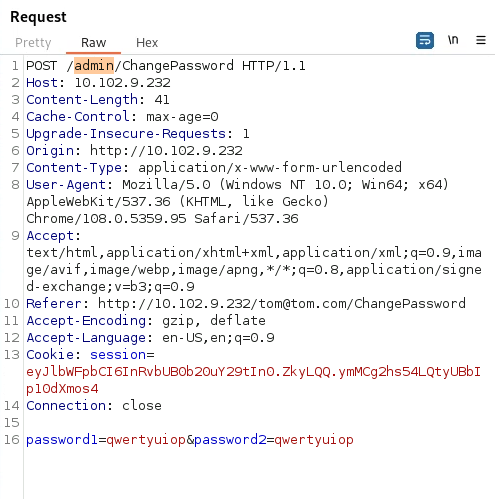 Request
Pretty Raw Hex \n ≡
1 POST /admin/ChangePassword HTTP/1.1
2 Host: 10.102.9.232
3 Content-Length: 41
4 Cache-Control: max-age=0
5 Upgrade-Insecure-Requests: 1
6 Origin: http://10.102.9.232
7 Content-Type: application/x-www-form-urlencoded
8 User-Agent: Mozilla/5.0 (Windows NT 10.0; Win64; x64)
AppleWebKit/537.36 (KHTML, like Gecko)
Chrome/108.0.5359.95 Safari/537.36
9 Accept:
text/html,application/xhtml+xml,application/xml;q=0.9,ima
ge/avif,image/webp,image/apng,*/*;q=0.8,application/signe
d-exchange;v=b3;q=0.9
10 Referer: http://10.102.9.232/tom@tom.com/ChangePassword
11 Accept-Encoding: gzip, deflate
12 Accept-Language: en-US,en;q=0.9
13 Cookie: session=
eyJlbWFpbCI6InRvbUB0b20uY29tIn0.ZkyLQQ.ymMCg2hs54LQtyUBbI
p10dXmos4
14 Connection: close
15
16 password1=qwertyuiop&password2=qwertyuiop